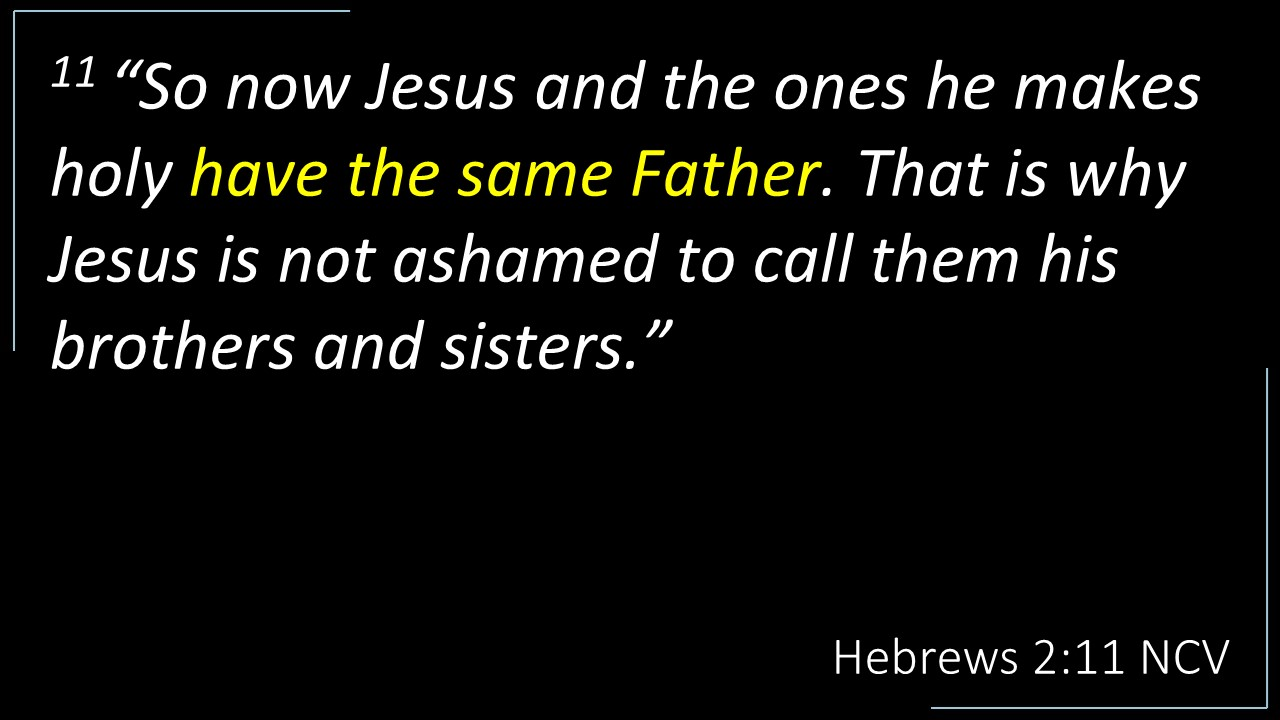 11 “So now Jesus and the ones he makes
holy have the same Father. That is why
Jesus is not ashamed to call them his
brothers and sisters.”
Hebrews 2:11 NCV